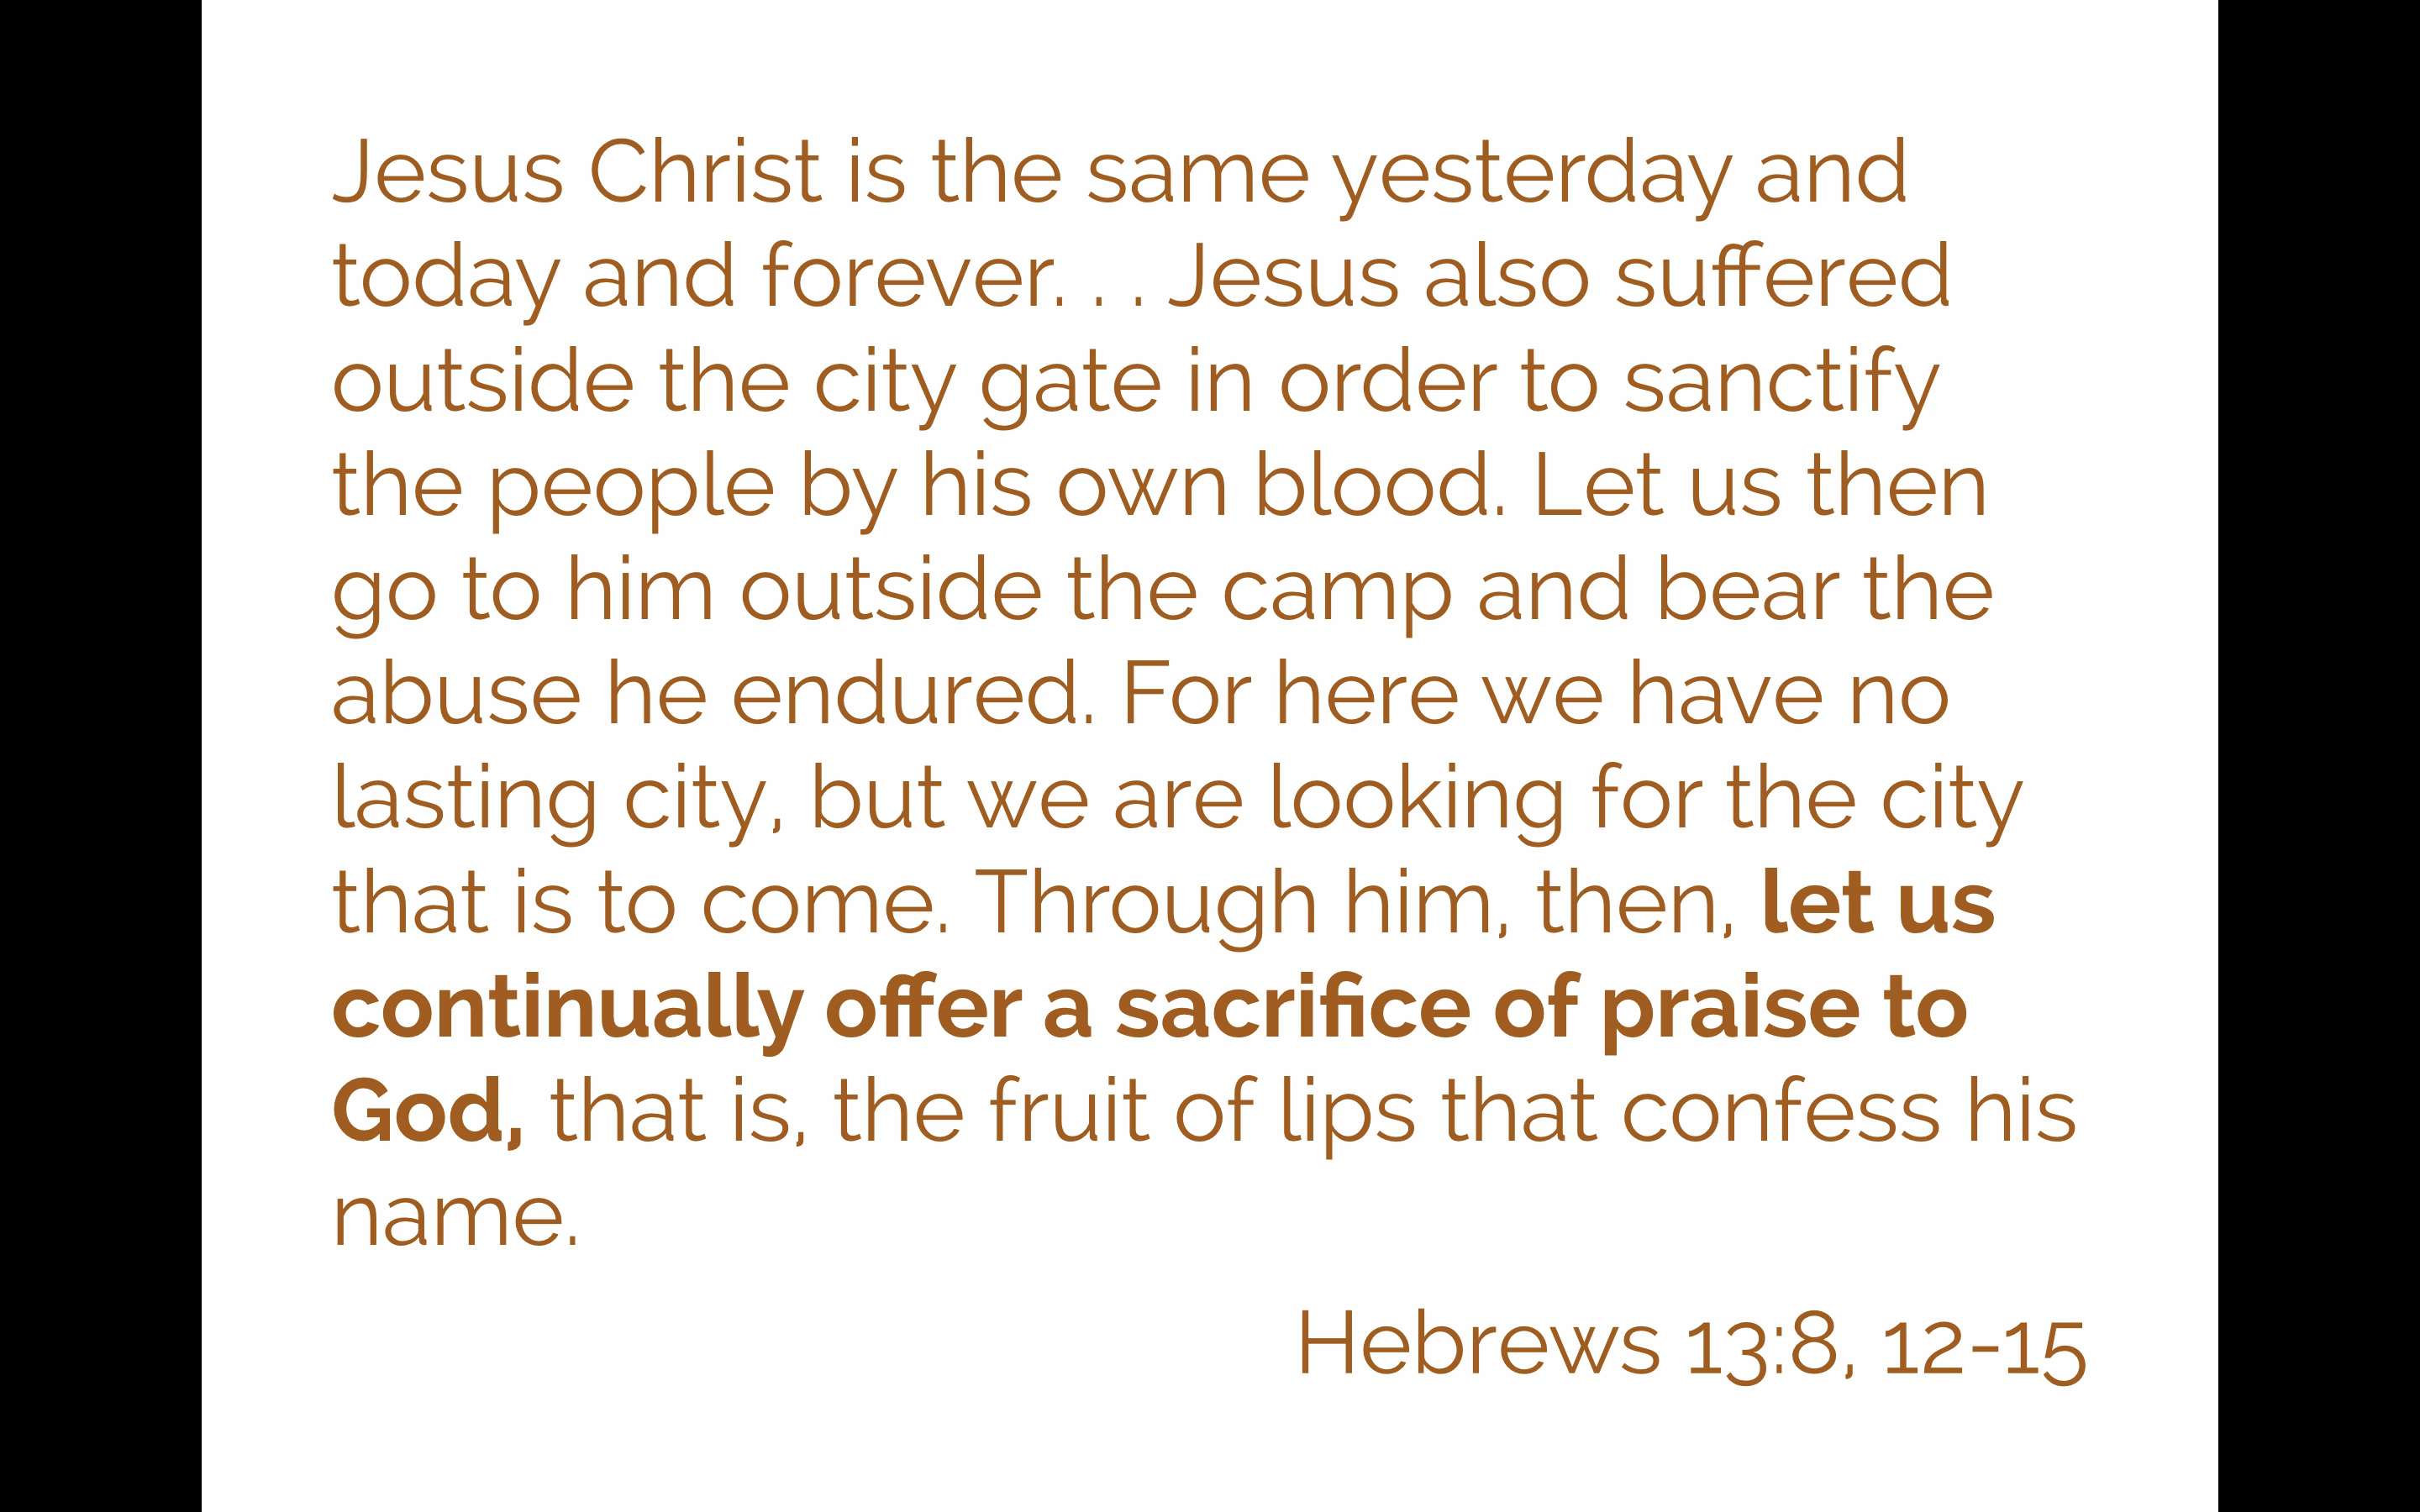 Jesus Christ is the same yesterday and
today and forever. . . Jesus also suffered
outside the city gate in order to sanctify
the people by his own blood. Let us then
go to him outside the camp and bear the
abuse he endured. For here we have no
lasting city, but we are looking for the city
that is to come. Through him, then, let us
continually offer a sacrifice of praise to
God, that is, the fruit of lips that confess his
name.
Hebrews 13:8, 12-15